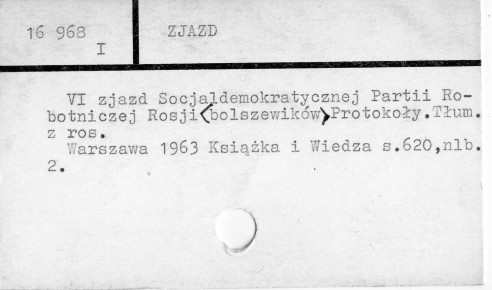 16 968
I
ZJAZD
VI zjazd Socjaldemokratycznej Partii Ro-
botniczej Rosji<bolszewików>Protokoły.Tłum.
z ros.
Warszawa 1963 Książka i Wiedza s.620,nlb.
2.